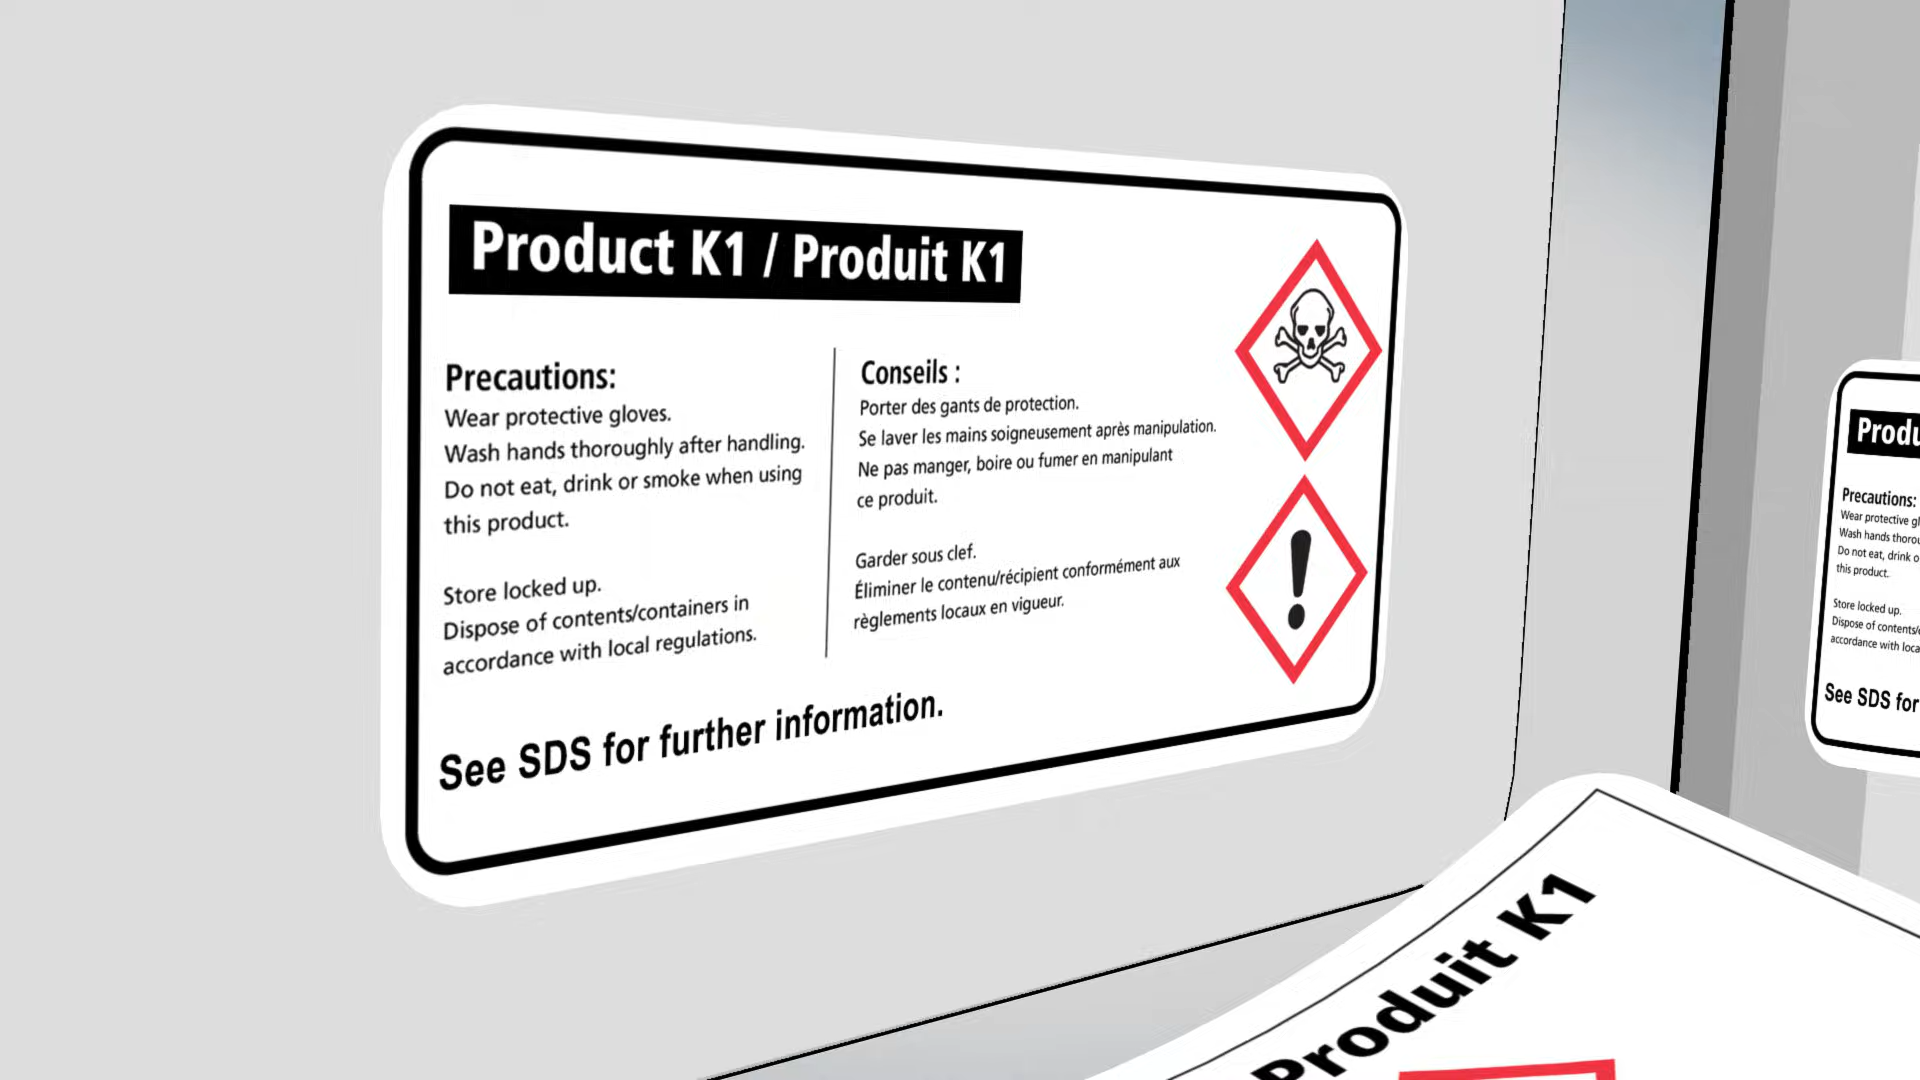 Product K1 / Produit K1
Precautions:
Wear protective gloves.
Wash hands thoroughly after handling.
Do not eat, drink or smoke when using
this product.
Store locked up.
Dispose of contents/containers in
accordance with local regulations.
Conseils :
Porter des gants de protection.
Se laver les mains soigneusement après manipulation.
Ne pas manger, boire ou fumer en manipulant
ce produit.
Garder sous clef.
Éliminer le contenu/récipient conformément aux
règlements locaux en vigueur.
See SDS for further information.
Precautions:
Wear protective
Wash hands
Do not eat, drink
this product.
Store locked up.
Dispose of
accordance with
See SDS for
Produit K1